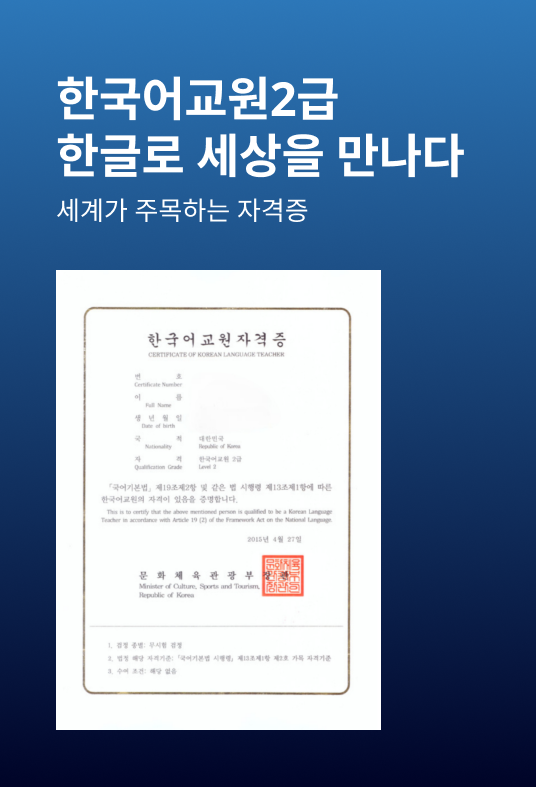 한국어교원2급
한글로 세상을 만나다
세계가 주목하는 자격증
한국어교원자격증
CERTIFICATE OF KOREAN LANGUAGE TEACHER
번 호
Certificate Number
이 름
Full Name
생 년 월 일
Date of birth
국 적 대한민국
Nationality Republic of Korea
자 격 한국어교원 2급
Qualification Grade Level 2
「국어기본법」 제19조제2항 및 같은 법 시행령 제13조제1항에 따른
한국어교원의 자격이 있음을 증명합니다.
This is to certify that the above mentioned person is qualified to be a Korean Language
Teacher in accordance with Article 19 (2) of the Framework Act on the National Language.
2015년 4월 27일
문 화 체 육 관 광 부 장 관
Minister of Culture, Sports and Tourism,
Republic of Korea
1. 검정 종별: 무시험 검정
2. 법정 해당 자격기준: 「국어기본법 시행령」 제13조제1항 제2호 가목 자격기준
3. 수여 조건: 해당 없음